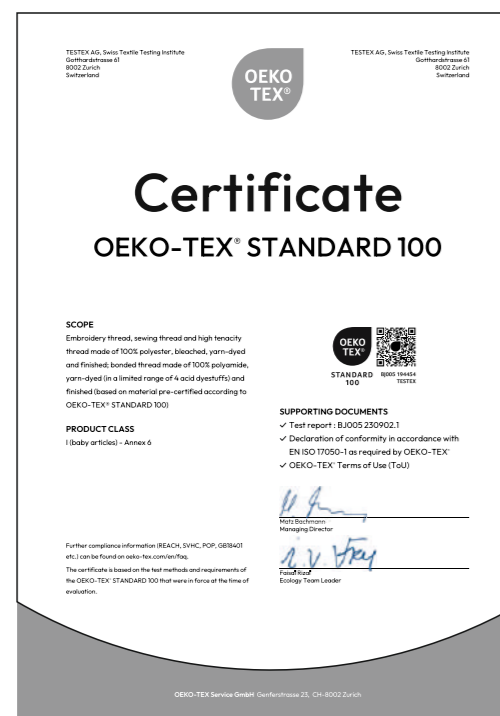 TESTEX AG, Swiss Textile Testing Institute
Gotthardstrasse 61
8002 Zurich
Switzerland
OEKO
TEX®
TESTEX AG, Swiss Textile Testing Institute
Gotthardstrasse 61
8002 Zurich
Switzerland
Certificate
OEKO-TEX® STANDARD 100
SCOPE
Embroidery thread, sewing thread and high tenacity
thread made of 100% polyester, bleached, yarn-dyed
and finished; bonded thread made of 100% polyamide,
yarn-dyed (in a limited range of 4 acid dyestuffs) and
finished (based on material pre-certified according to
OEKO-TEX® STANDARD 100)
PRODUCT CLASS
I (baby articles) - Annex 6
OEKO
TEX®
STANDARD
100
BJ005 194454
TESTEX
SUPPORTING DOCUMENTS
✓ Test report : BJ005 230902.1
✓ Declaration of conformity in accordance with
EN ISO 17050-1 as required by OEKO-TEX®
✓ OEKO-TEX® Terms of Use (ToU)
Matz Bachmann
Managing Director
Faisal Rizal
Ecology Team Leader
Further compliance information (REACH, SVHC, POP, GB18401
etc.) can be found on oeko-tex.com/en/faq.
The certificate is based on the test methods and requirements of
the OEKO-TEX® STANDARD 100 that were in force at the time of
evaluation.
OEKO-TEX Service GmbH Genferstrasse 23, CH-8002 Zurich